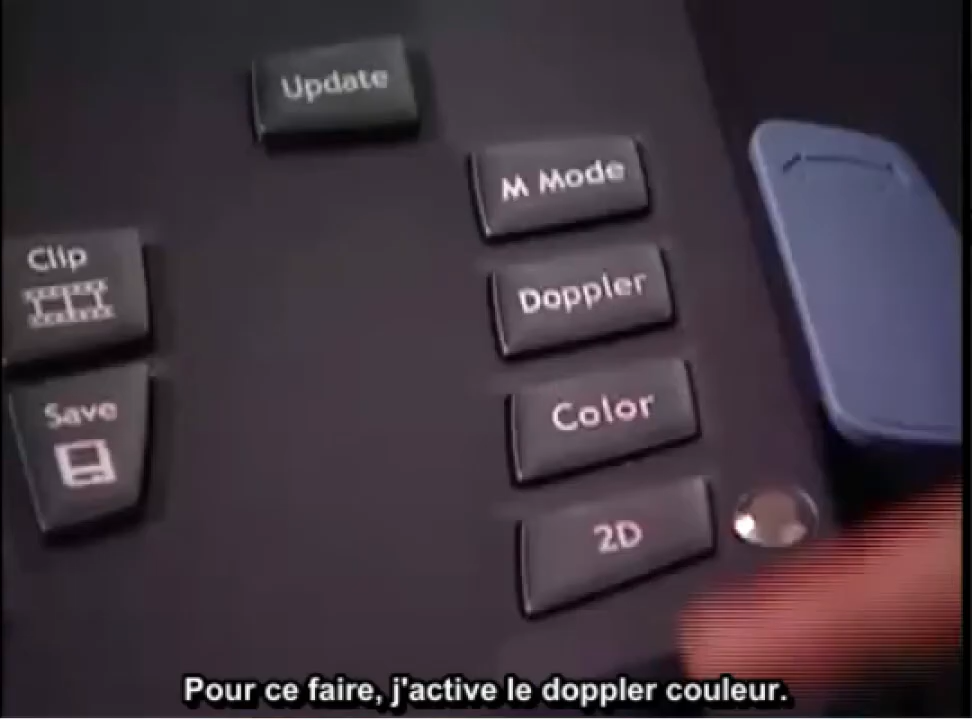 Update
M Mode
Clip
Doppler
Save
Color
2D
Pour ce faire, j'active le doppler couleur.